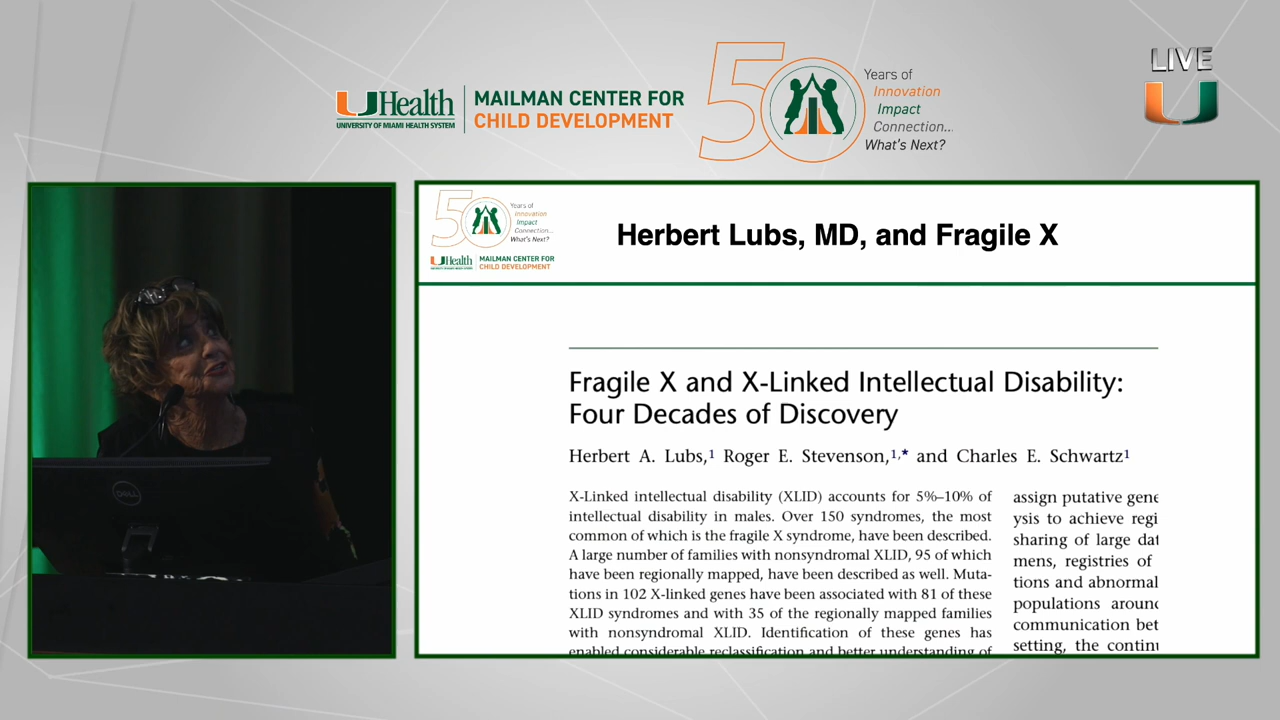 LIVE
UHealth
UNIVERSITY OF MIAMI HEALTH SYSTEM
MAILMAN CENTER FOR
CHILD DEVELOPMENT
50
Years of
Innovation
Impact
Connection...
What's Next?
50
Years of
Innovation
Impact
Connection...
What's Next?
UHealth
MAILMAN CENTER FOR
CHILD DEVELOPMENT
Herbert Lubs, MD, and Fragile X
Fragile X and X-Linked Intellectual Disability:
Four Decades of Discovery
Herbert A. Lubs,1 Roger E. Stevenson,1,* and Charles E. Schwartz1
X-Linked intellectual disability (XLID) accounts for 5%–10% of
intellectual disability in males. Over 150 syndromes, the most
common of which is the fragile X syndrome, have been described.
A large number of families with nonsyndromal XLID, 95 of which
have been regionally mapped, have been described as well. Muta-
tions in 102 X-linked genes have been associated with 81 of these
XLID syndromes and with 35 of the regionally mapped families
with nonsyndromal XLID. Identification of these genes has
enabled considerable reclassification and better understanding of
assign putative gene
ysis to achieve regi
sharing of large dat
mens, registries of
tions and abnormal
populations around
communication bet
setting, the continu
DELL